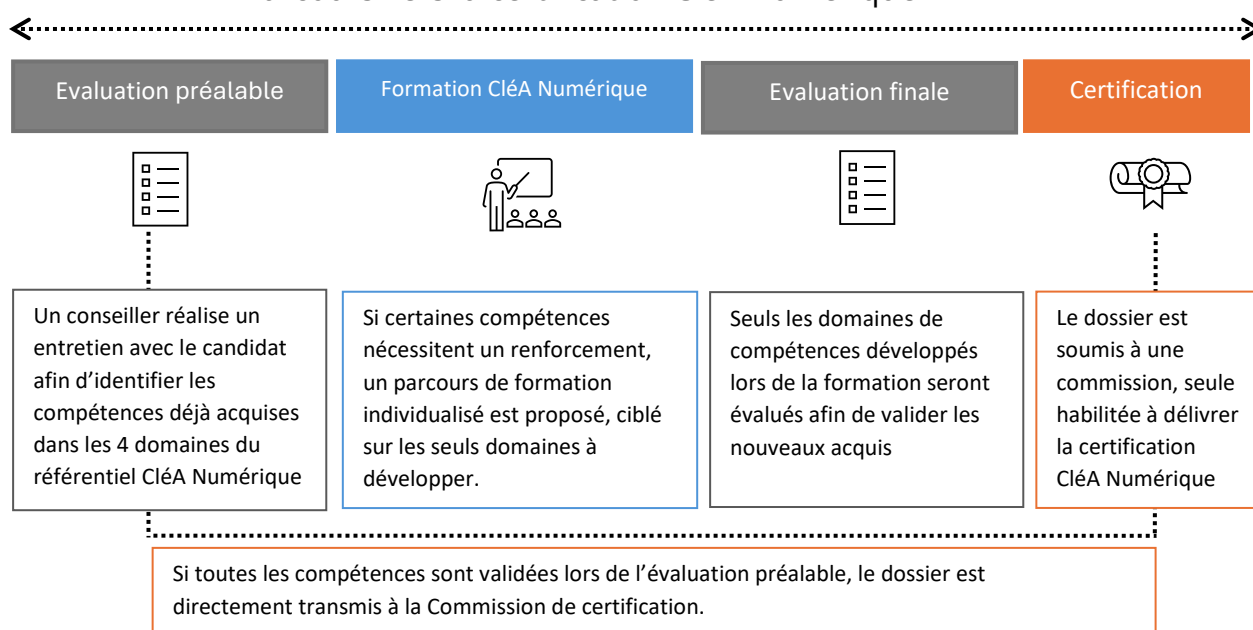 Evaluation préalable
Formation CléA Numérique
Evaluation finale
Certification
Un conseiller réalise un
entretien avec le candidat
afin d’identifier les
compétences déjà acquises
dans les 4 domaines du
référentiel CléA Numérique
Si certaines compétences
nécessitent un renforcement,
un parcours de formation
individualisé est proposé, ciblé
sur les seuls domaines à
développer.
Seuls les domaines de
compétences développés
lors de la formation seront
évalués afin de valider les
nouveaux acquis
Le dossier est
soumis à une
commission, seule
habilitée à délivrer
la certification
CléA Numérique
Si toutes les compétences sont validées lors de l’évaluation préalable, le dossier est
directement transmis à la Commission de certification.